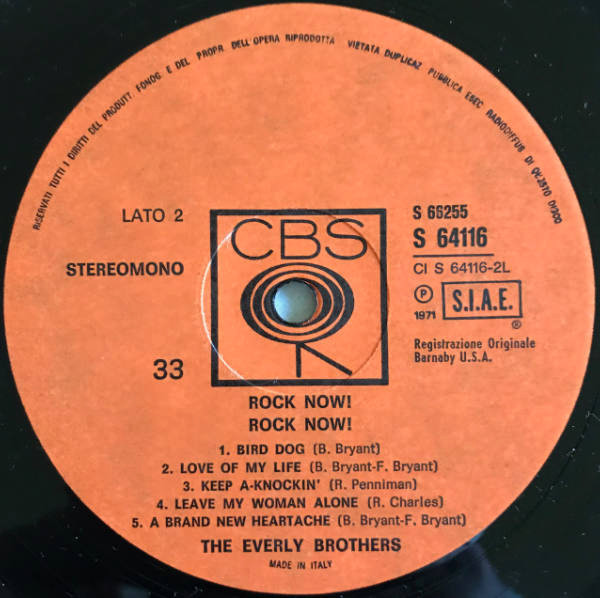 RISERVATI TUTTI I DIRITTI DEL PRODUTT. FONOG. E DEL PROPR. DELL'OPERA RIPRODOTTA VIETATA DUPLICAZ PUBBLICA ESEC RADIODIFFUS DI QUESTO DISCO
LATO 2
STEREOMONO
33
CBS
S 66255
S 64116
CI S 64116-2L
P
1971
S.I.A.E.
®
Registrazione Originale
Barnaby U.S.A.
ROCK NOW!
ROCK NOW!
1. BIRD DOG (B. Bryant)
2. LOVE OF MY LIFE (B. Bryant-F. Bryant)
3. KEEP A-KNOCKIN' (R. Penniman)
4. LEAVE MY WOMAN ALONE (R. Charles)
5. A BRAND NEW HEARTACHE (B. Bryant-F. Bryant)
THE EVERLY BROTHERS
MADE IN ITALY